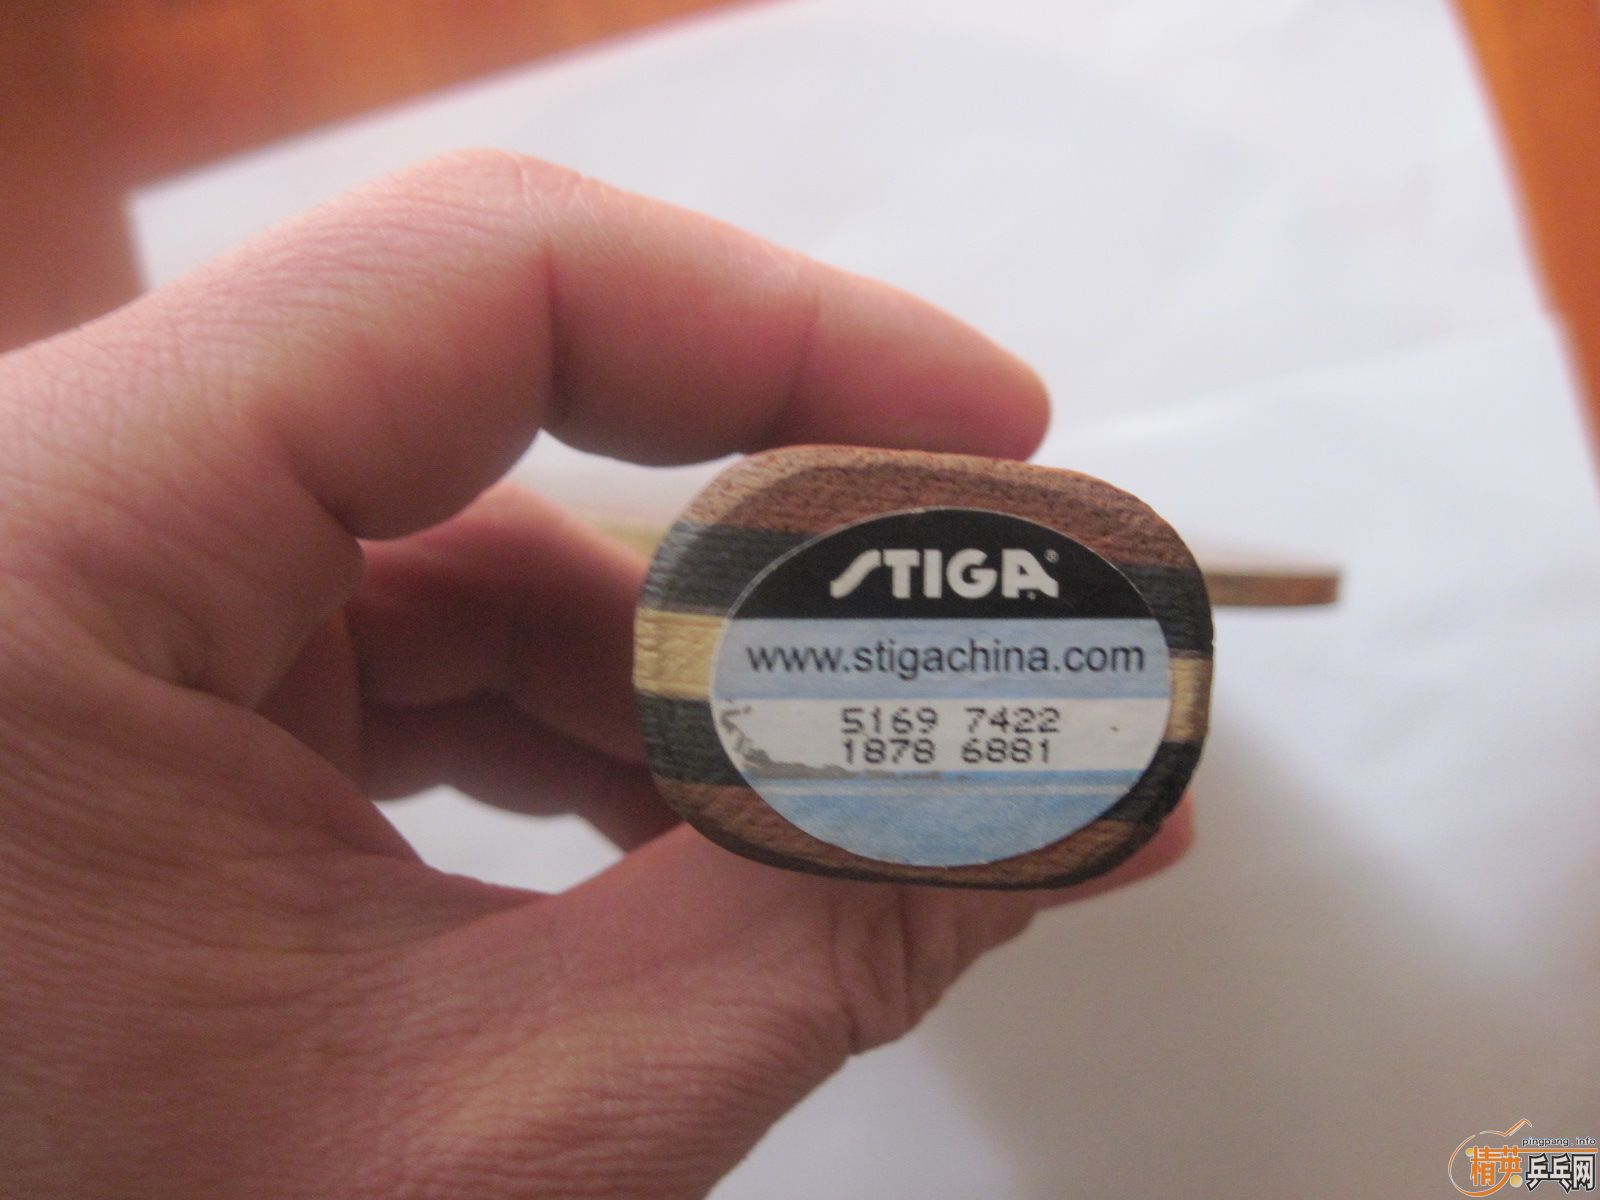 STIGA®
www.stigachina.com
5169 7422
1878 6881
pingpang.info
精英乒乓网